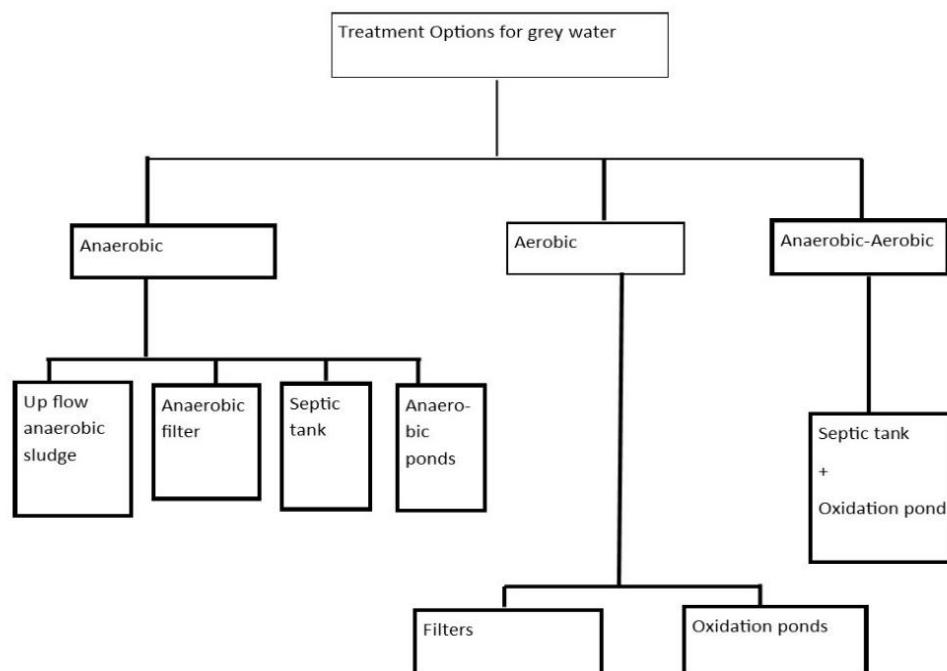 Treatment Options for grey water
Anaerobic
Aerobic
Anaerobic-Aerobic
Up flow
anaerobic
sludge
Anaerobic
filter
Septic
tank
Anaero-
bic
ponds
Septic tank
+
Oxidation pond
Filters
Oxidation ponds